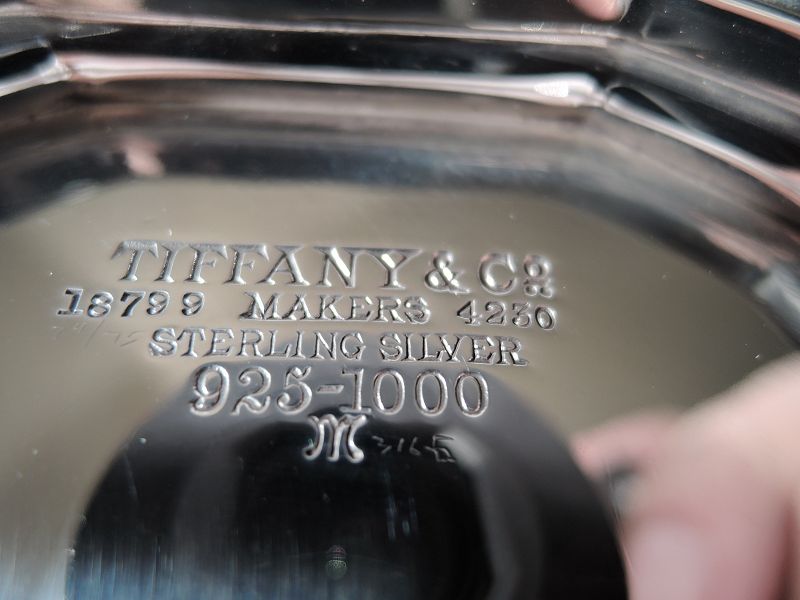 TIFFANY & Co.
18799 MAKERS 4230
STERLING SILVER
925-1000
M